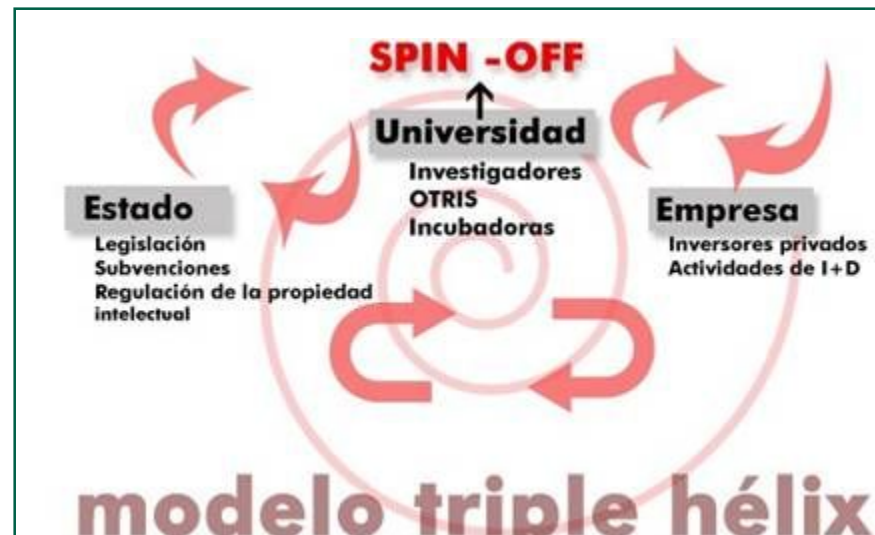 SPIN -OFF
Universidad
Investigadores
OTRIS
Incubadoras
Estado
Legislación
Subvenciones
Regulación de la propiedad
intelectual
Empresa
Inversores privados
Actividades de I+D
modelo triple hélix